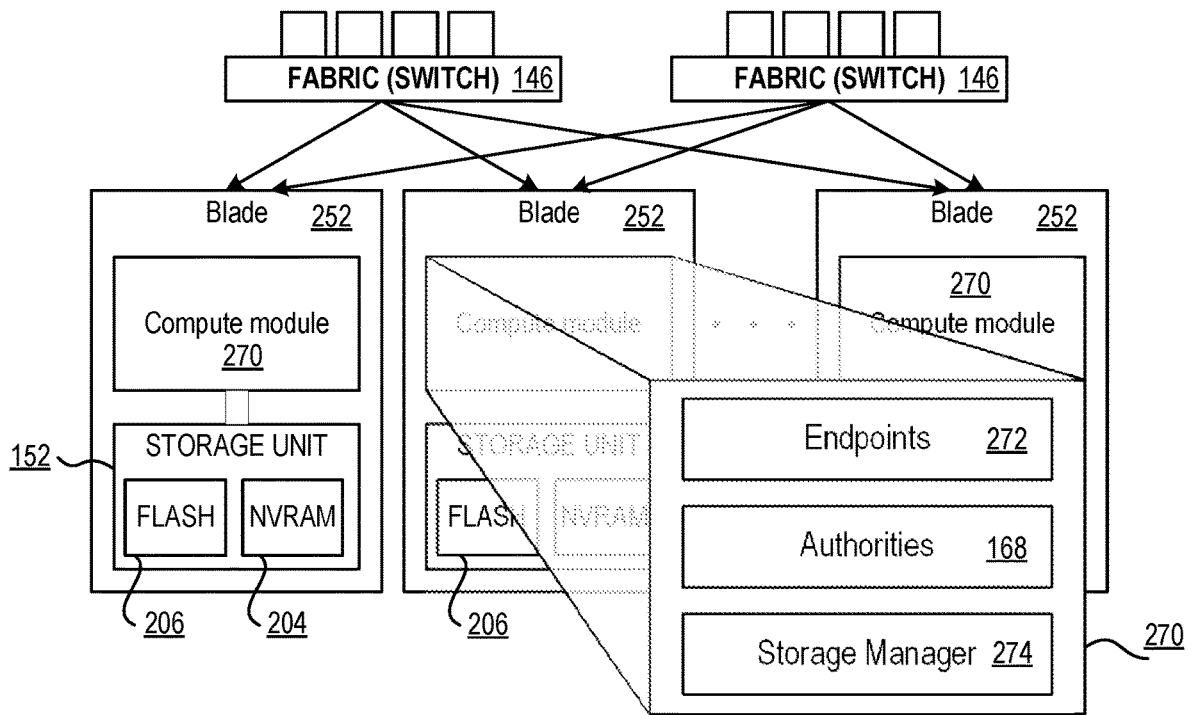 FABRIC (SWITCH) 146
FABRIC (SWITCH) 146
Blade 252
Blade 252
Blade 252
Compute module
270
Compute module
. . .
270
Compute module
152
STORAGE UNIT
FLASH
NVRAM
206
204
STORAGE UNIT
FLASH
NVRAM
206
Endpoints 272
Authorities 168
Storage Manager 274
270